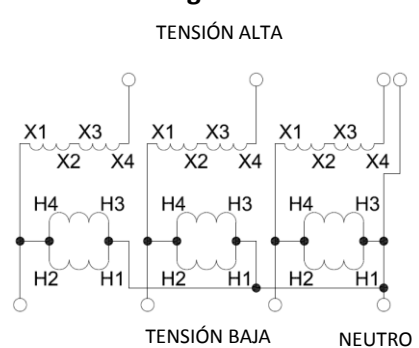 TENSIÓN ALTA
X1 X3 X1 X3 X1 X3
X2 X4 X2 X4 X2 X4
H4 H3 H4 H3 H4 H3
H2 H1 H2 H1 H2 H1
TENSIÓN BAJA NEUTRO